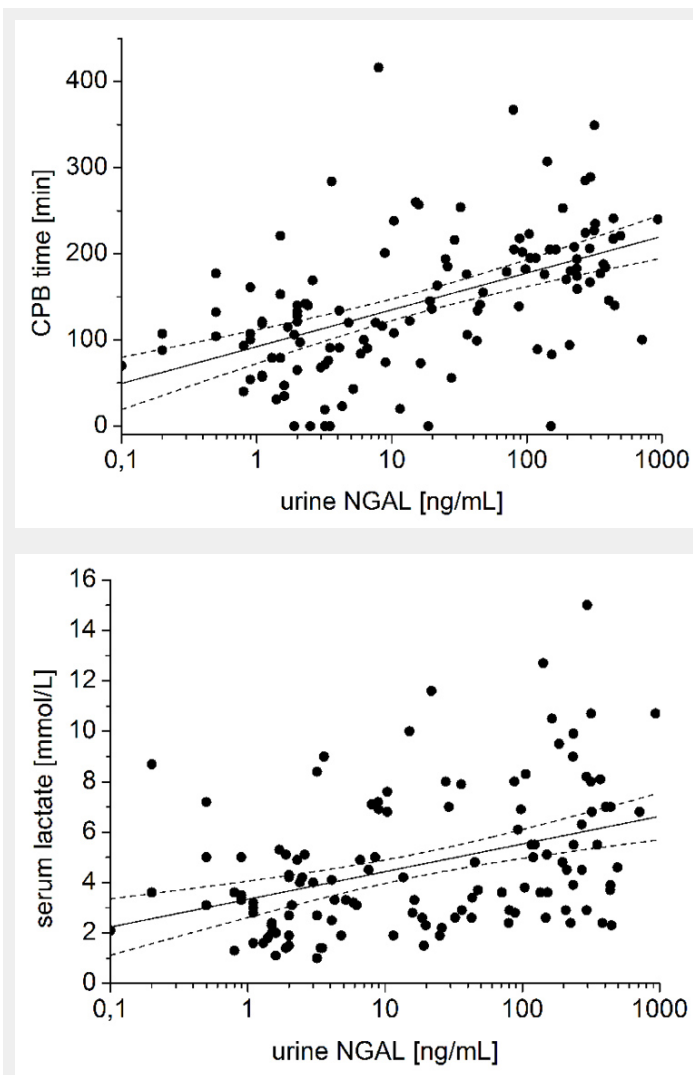 400
300
200
100
0
CPB time [min]
0,1 1 10 100 1000
urine NGAL [ng/mL]
16
14
12
10
8
6
4
2
0
serum lactate [mmol/L]
0,1 1 10 100 1000
urine NGAL [ng/mL]